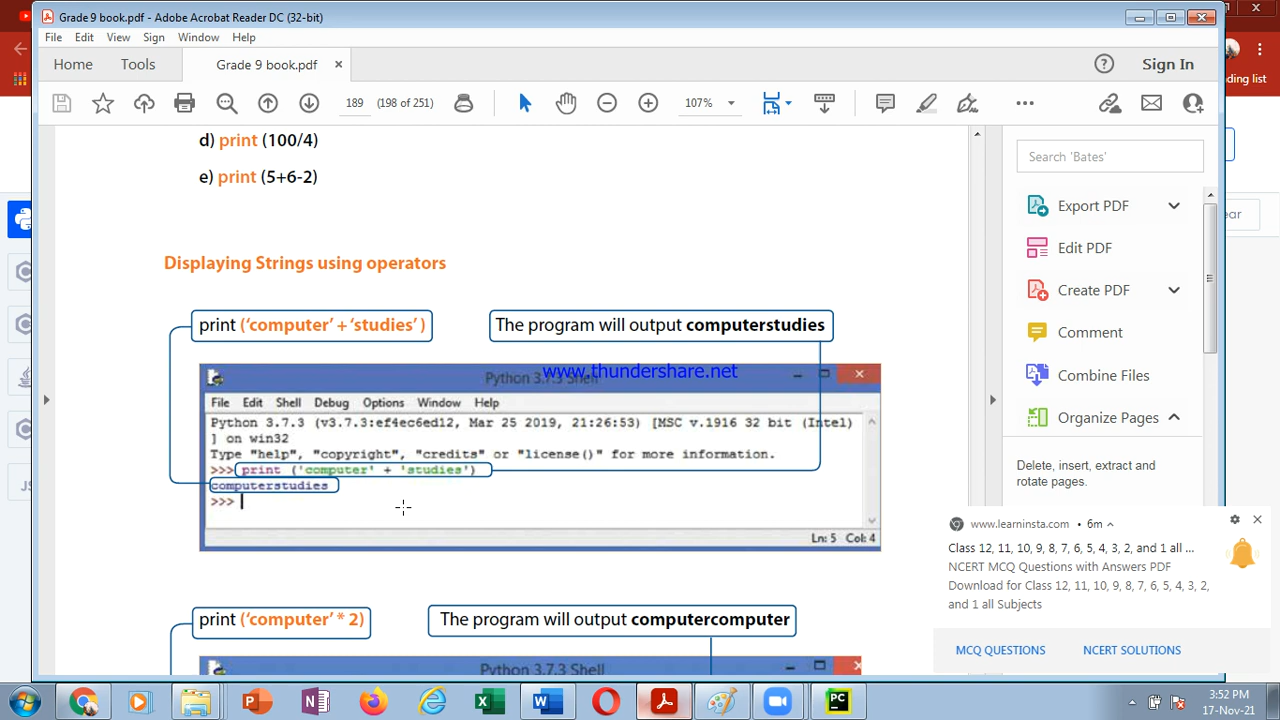 Grade 9 book.pdf - Adobe Acrobat Reader DC (32-bit)
File Edit View Sign Window Help
Home Tools Grade 9 book.pdf × Sign In
189 (198 of 251) 107%
ding list
d) print (100/4)
e) print (5+6-2)
Displaying Strings using operators
print (‘computer’ + ‘studies’ ) The program will output computerstudies
www.thundershare.net
Python 3.7.3 Shell
File Edit Shell Debug Options Window Help
Python 3.7.3 (v3.7.3:ef4ec6ed12, Mar 25 2019, 21:26:53) [MSC v.1916 32 bit (Intel)
] on win32
Type "help", "copyright", "credits" or "license()" for more information.
>>> print ('computer' + 'studies')
computerstudies
>>>
Ln: 5 Col: 4
print (‘computer’ * 2) The program will output computercomputer
Python 3.7.3 Shell
Search 'Bates'
Export PDF
Edit PDF
Create PDF
Comment
Combine Files
Organize Pages
Delete, insert, extract and
rotate pages.
ear
JS
www.learninsta.com • 6m
Class 12, 11, 10, 9, 8, 7, 6, 5, 4, 3, 2, and 1 all ...
NCERT MCQ Questions with Answers PDF
Download for Class 12, 11, 10, 9, 8, 7, 6, 5, 4, 3, 2,
and 1 all Subjects
MCQ QUESTIONS NCERT SOLUTIONS
3:52 PM
17-Nov-21